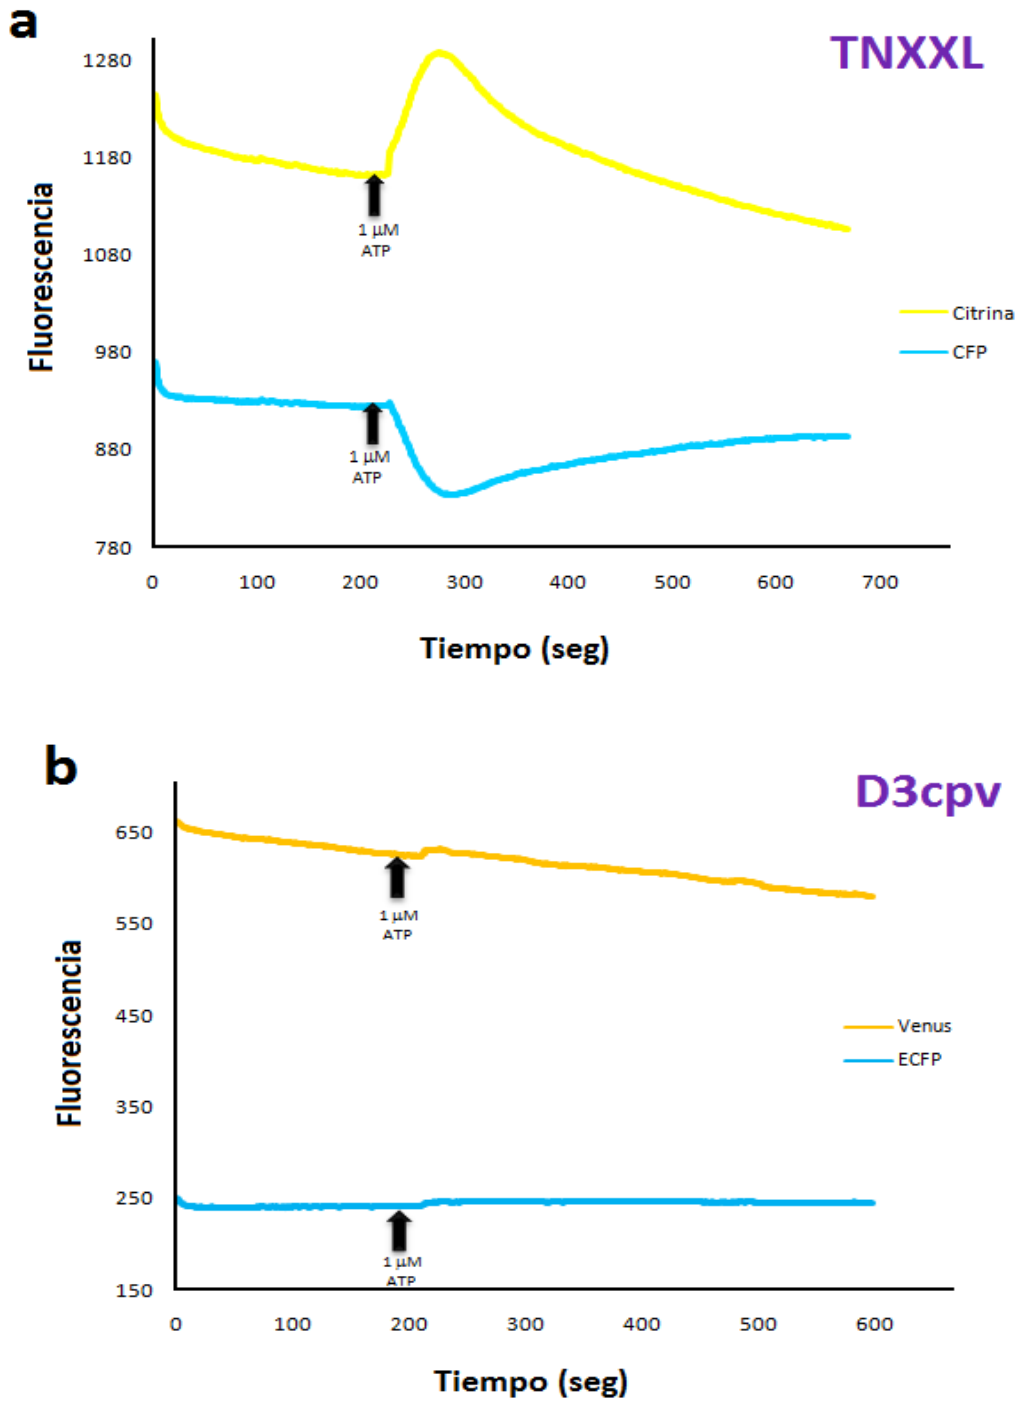 a
TNXXL
1280
1180
1080
980
880
780
Fluorescencia
1 µM
ATP
1 µM
ATP
Citrina
CFP
0 100 200 300 400 500 600 700
Tiempo (seg)
b
D3cpv
650
550
450
350
250
150
Fluorescencia
1 µM
ATP
1 µM
ATP
Venus
ECFP
0 100 200 300 400 500 600
Tiempo (seg)